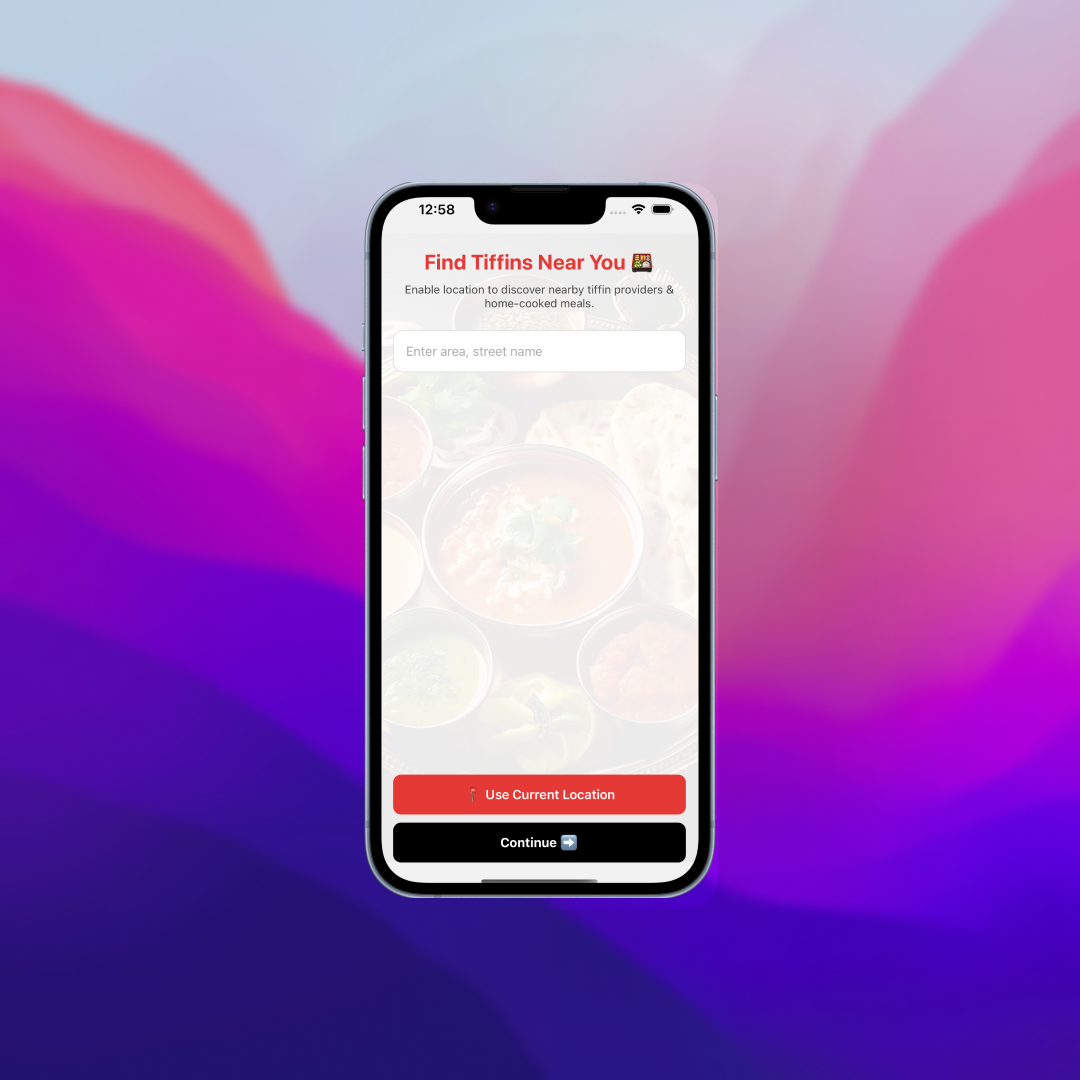 12:58
Find Tiffins Near You 🍱
Enable location to discover nearby tiffin providers &
home-cooked meals.
Enter area, street name
📍 Use Current Location
Continue ➡️